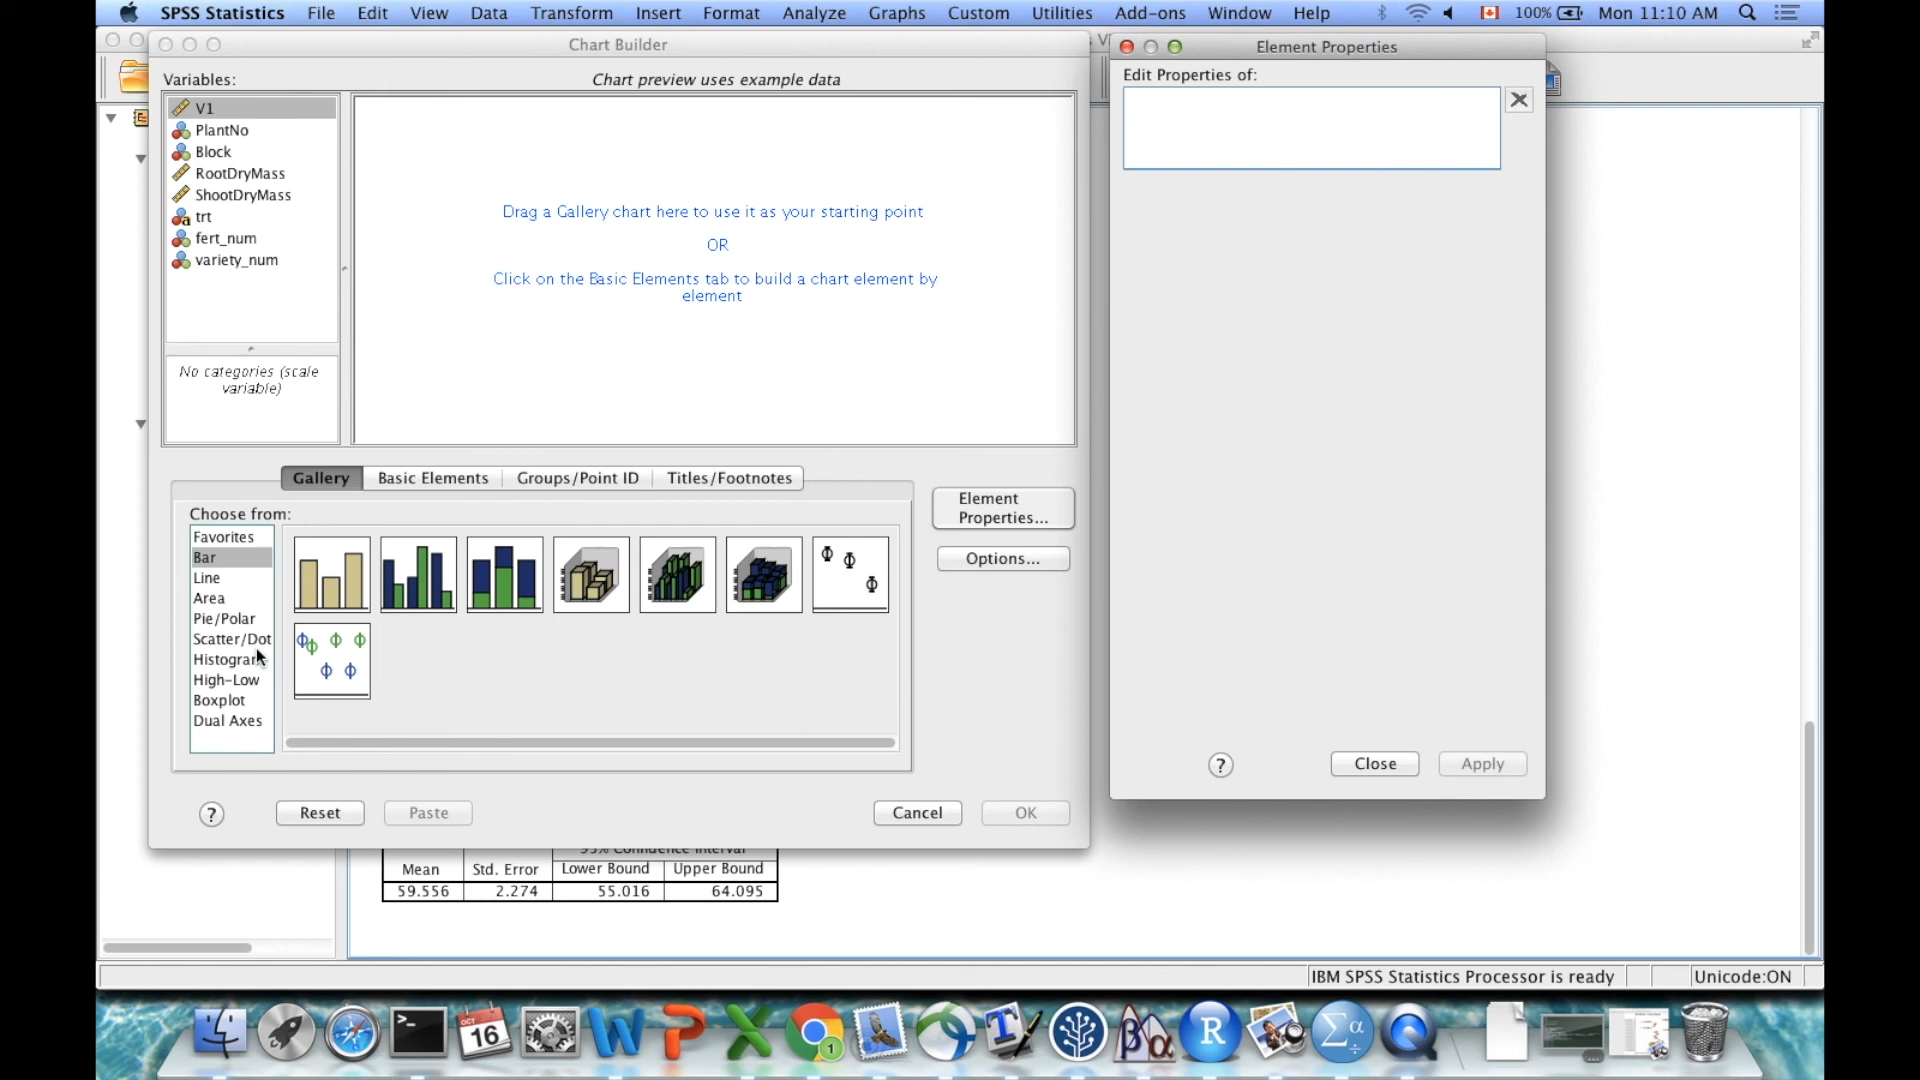 SPSS Statistics File Edit View Data Transform Insert Format Analyze Graphs Custom Utilities Add-ons Window Help 100% Mon 11:10 AM
Chart Builder
Variables:
Chart preview uses example data
V1
PlantNo
Block
RootDryMass
ShootDryMass
trt
fert_num
variety_num
No categories (scale
variable)
Drag a Gallery chart here to use it as your starting point
OR
Click on the Basic Elements tab to build a chart element by
element
Gallery Basic Elements Groups/Point ID Titles/Footnotes
Choose from:
Favorites
Bar
Line
Area
Pie/Polar
Scatter/Dot
Histogram
High-Low
Boxplot
Dual Axes
Element
Properties...
Options...
? Reset Paste Cancel OK
Element Properties
Edit Properties of:
? Close Apply
95% Confidence Interval
Mean Std. Error Lower Bound Upper Bound
59.556 2.274 55.016 64.095
IBM SPSS Statistics Processor is ready Unicode:ON
OCT
16
1
R